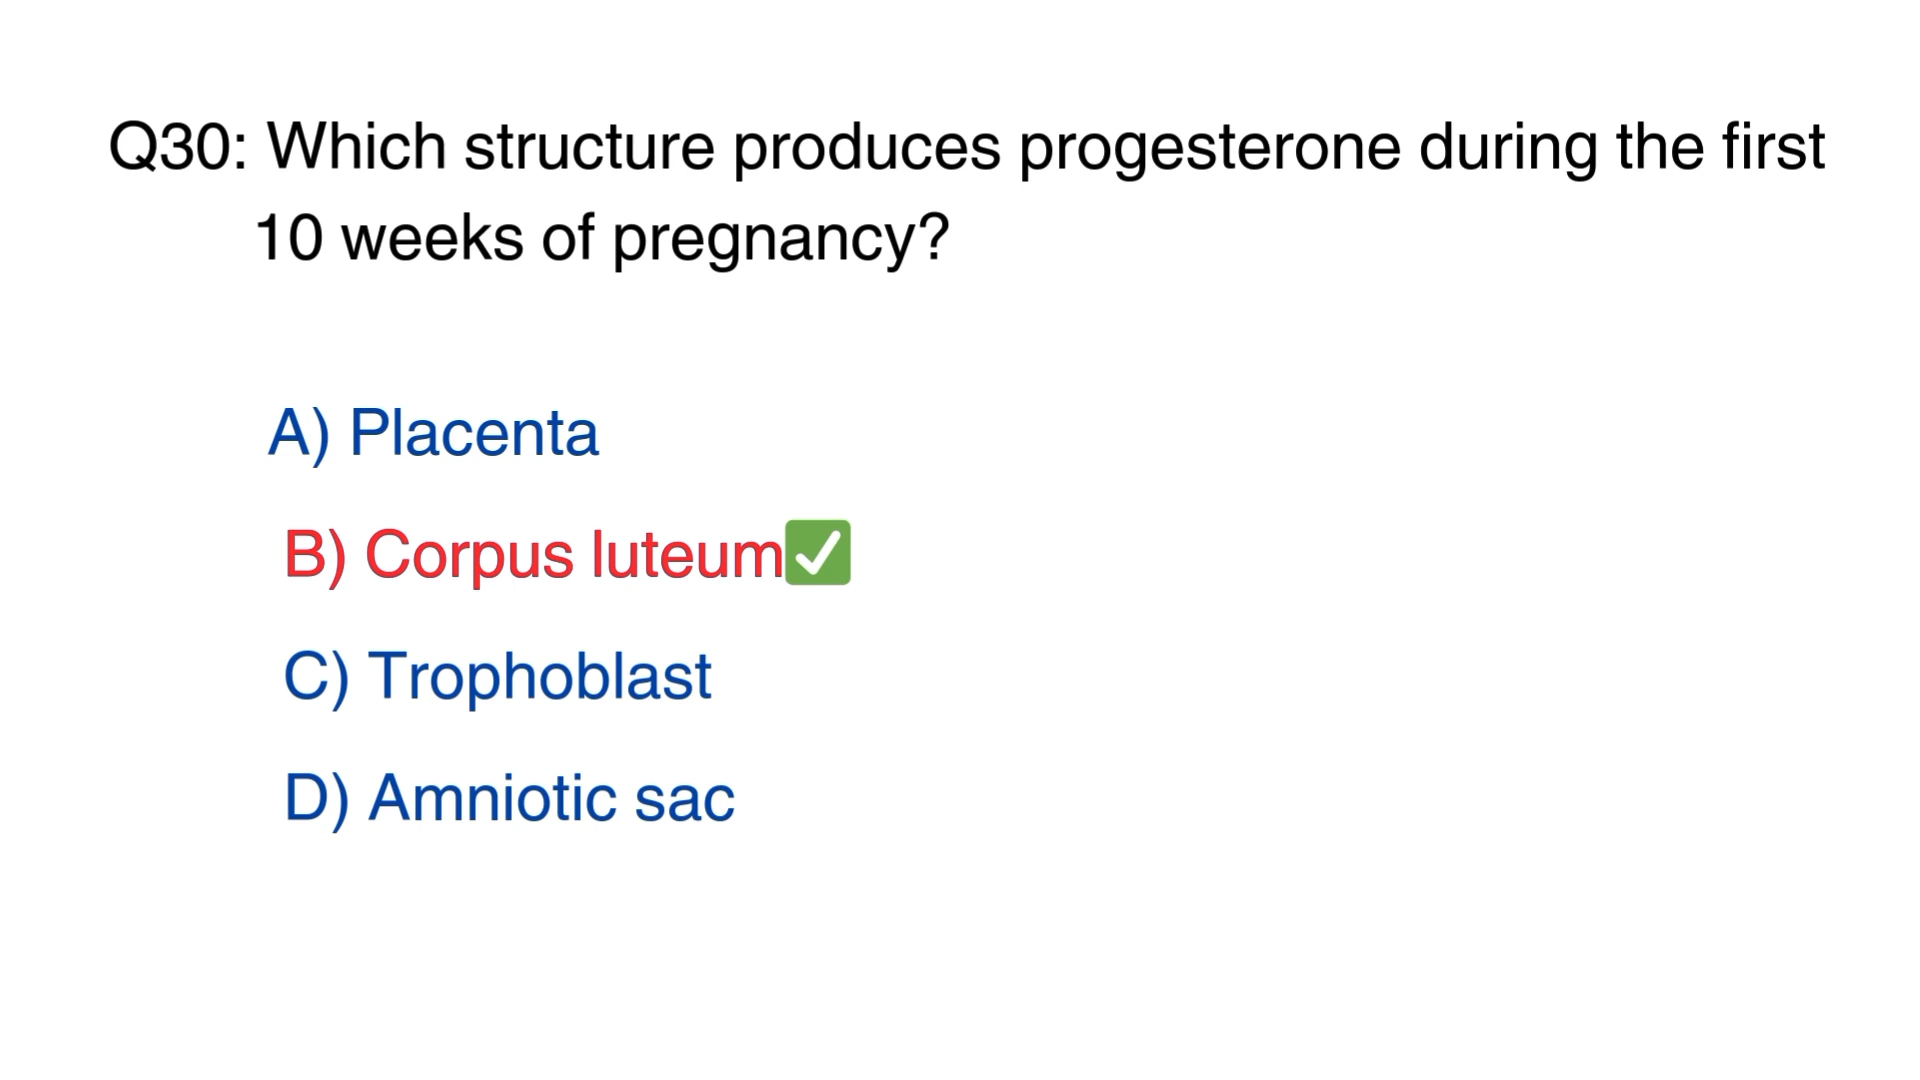 Q30: Which structure produces progesterone during the first
10 weeks of pregnancy?
A) Placenta
B) Corpus luteum✅
C) Trophoblast
D) Amniotic sac